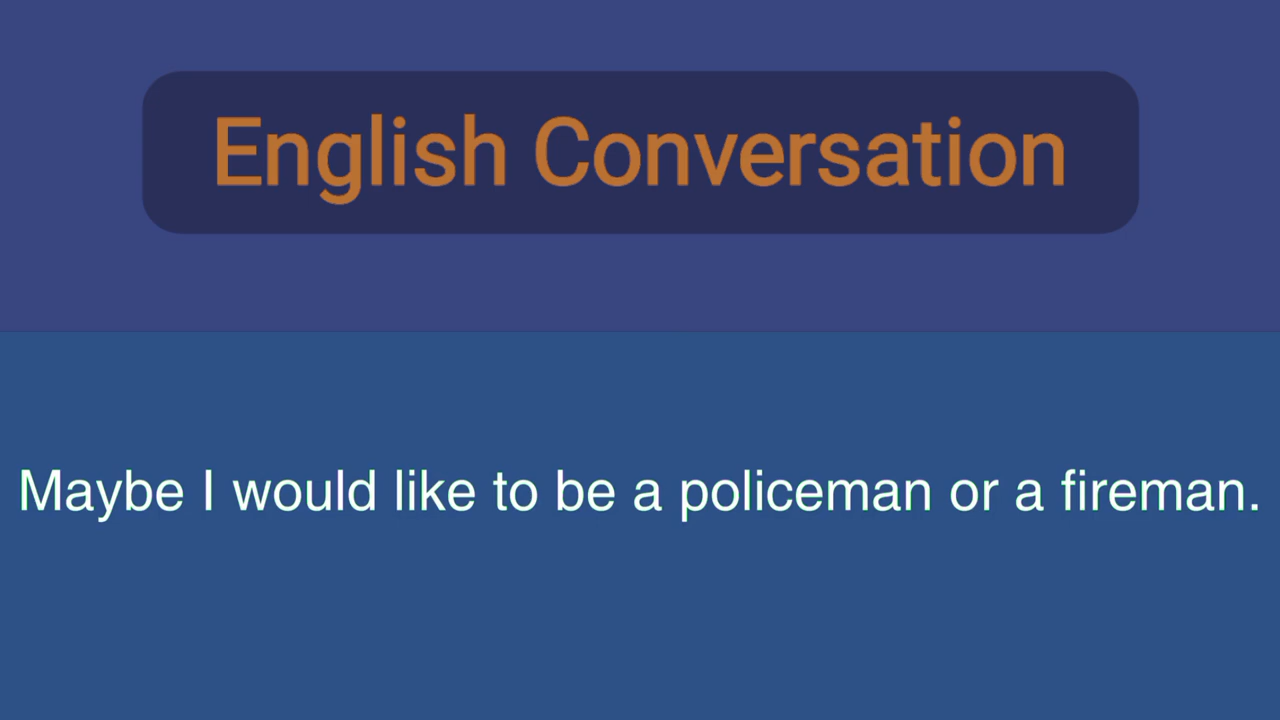 English Conversation
Maybe I would like to be a policeman or a fireman.